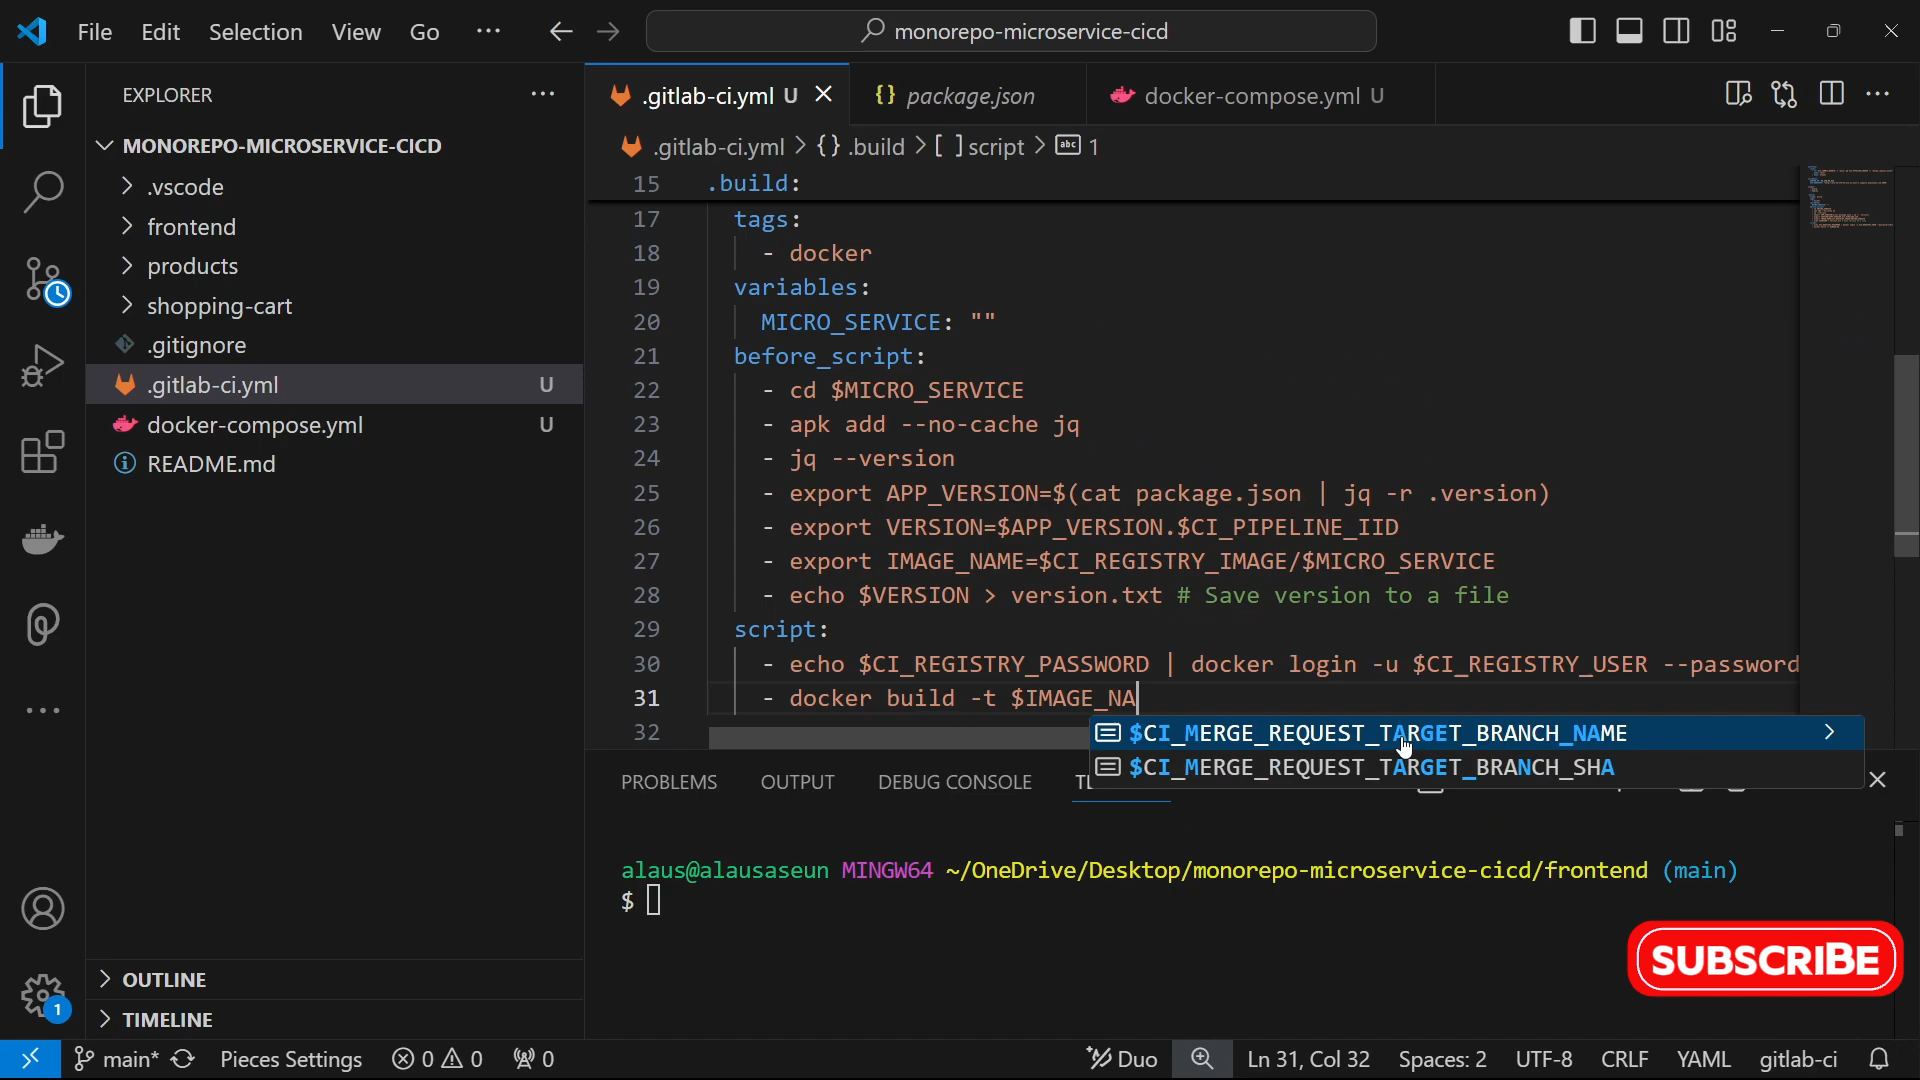 File Edit Selection View Go ···
monorepo-microservice-cicd
EXPLORER ···
MONOREPO-MICROSERVICE-CICD
.vscode
frontend
products
shopping-cart
.gitignore
.gitlab-ci.yml U
docker-compose.yml U
README.md
OUTLINE
TIMELINE
.gitlab-ci.yml U
{} package.json
docker-compose.yml U
.gitlab-ci.yml > {} .build > [ ] script > abc 1
15 .build:
17 tags:
18 - docker
19 variables:
20 MICRO_SERVICE: ""
21 before_script:
22 - cd $MICRO_SERVICE
23 - apk add --no-cache jq
24 - jq --version
25 - export APP_VERSION=$(cat package.json | jq -r .version)
26 - export VERSION=$APP_VERSION.$CI_PIPELINE_IID
27 - export IMAGE_NAME=$CI_REGISTRY_IMAGE/$MICRO_SERVICE
28 - echo $VERSION > version.txt # Save version to a file
29 script:
30 - echo $CI_REGISTRY_PASSWORD | docker login -u $CI_REGISTRY_USER --password
31 - docker build -t $IMAGE_NA
32
$CI_MERGE_REQUEST_TARGET_BRANCH_NAME
$CI_MERGE_REQUEST_TARGET_BRANCH_SHA
PROBLEMS OUTPUT DEBUG CONSOLE
alaus@alausaseun MINGW64 ~/OneDrive/Desktop/monorepo-microservice-cicd/frontend (main)
$
SUBSCRIBE
1
main* Pieces Settings 0 0 0 Duo Ln 31, Col 32 Spaces: 2 UTF-8 CRLF YAML gitlab-ci